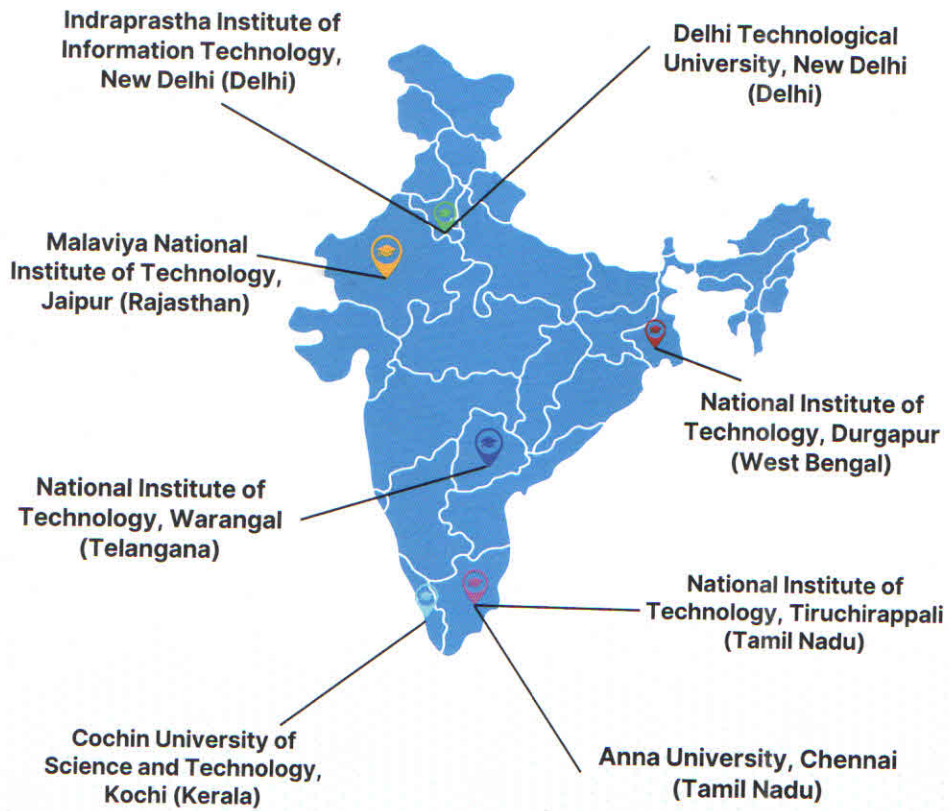 Indraprastha Institute of
Information Technology,
New Delhi (Delhi)
Delhi Technological
University, New Delhi
(Delhi)
Malaviya National
Institute of Technology,
Jaipur (Rajasthan)
National Institute of
Technology, Durgapur
(West Bengal)
National Institute of
Technology, Warangal
(Telangana)
National Institute of
Technology, Tiruchirappali
(Tamil Nadu)
Cochin University of
Science and Technology,
Kochi (Kerala)
Anna University, Chennai
(Tamil Nadu)